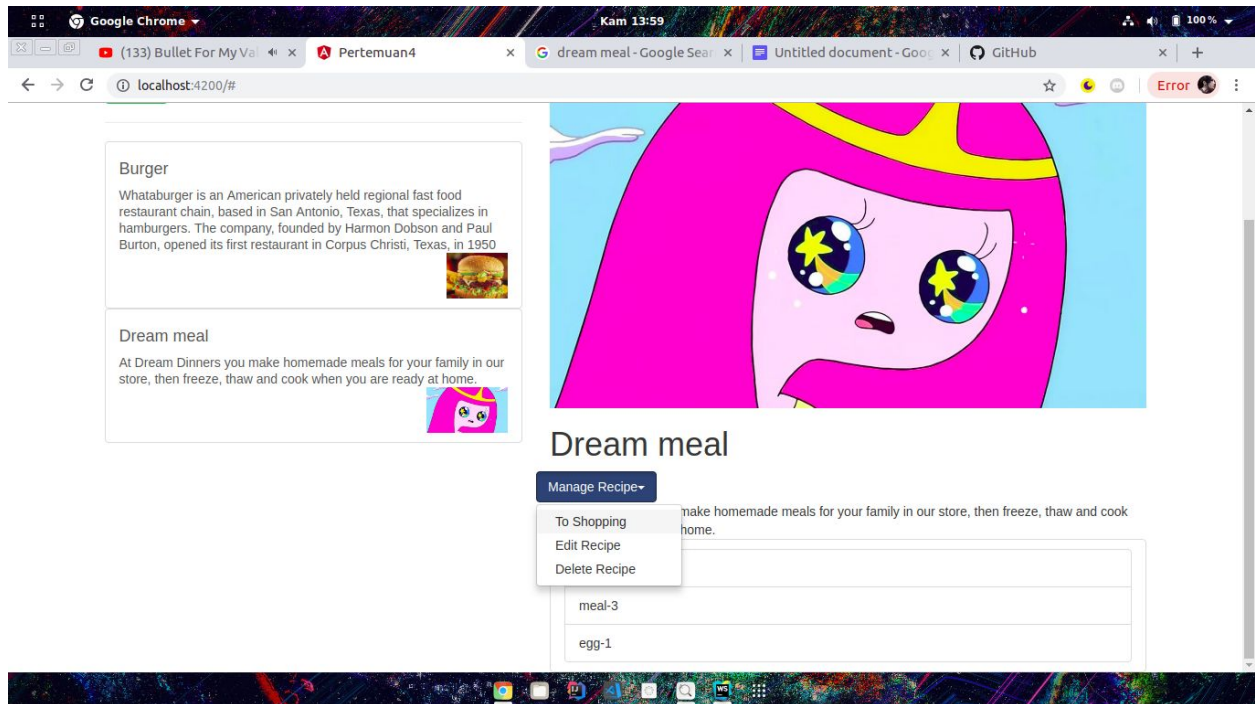 Google Chrome
Kam 13:59
100 %
(133) Bullet For My Val
Pertemuan4
dream meal - Google Sear
Untitled document - Goog
GitHub
localhost:4200/#
Error
Burger
Whataburger is an American privately held regional fast food
restaurant chain, based in San Antonio, Texas, that specializes in
hamburgers. The company, founded by Harmon Dobson and Paul
Burton, opened its first restaurant in Corpus Christi, Texas, in 1950
Dream meal
At Dream Dinners you make homemade meals for your family in our
store, then freeze, thaw and cook when you are ready at home.
Dream meal
Manage Recipe
make homemade meals for your family in our store, then freeze, thaw and cook
home.
To Shopping
Edit Recipe
Delete Recipe
meal-3
egg-1
WS